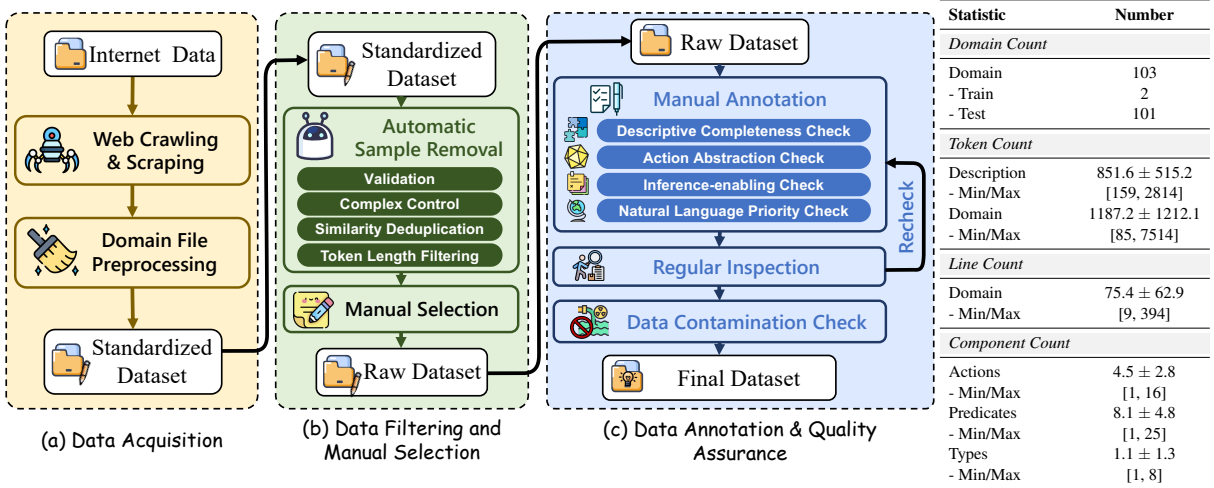 Internet Data
Web Crawling
& Scraping
Domain File
Preprocessing
Standardized
Dataset
(a) Data Acquisition
Standardized
Dataset
Automatic
Sample Removal
Validation
Complex Control
Similarity Deduplication
Token Length Filtering
Manual Selection
Raw Dataset
(b) Data Filtering and
Manual Selection
Raw Dataset
Manual Annotation
Descriptive Completeness Check
Action Abstraction Check
Inference-enabling Check
Natural Language Priority Check
Recheck
Regular Inspection
Data Contamination Check
Final Dataset
(c) Data Annotation & Quality
Assurance
Statistic Number
Domain Count
Domain 103
- Train 2
- Test 101
Token Count
Description 851.6 ± 515.2
- Min/Max [159, 2814]
Domain 1187.2 ± 1212.1
- Min/Max [85, 7514]
Line Count
Domain 75.4 ± 62.9
- Min/Max [9, 394]
Component Count
Actions 4.5 ± 2.8
- Min/Max [1, 16]
Predicates 8.1 ± 4.8
- Min/Max [1, 25]
Types 1.1 ± 1.3
- Min/Max [1, 8]